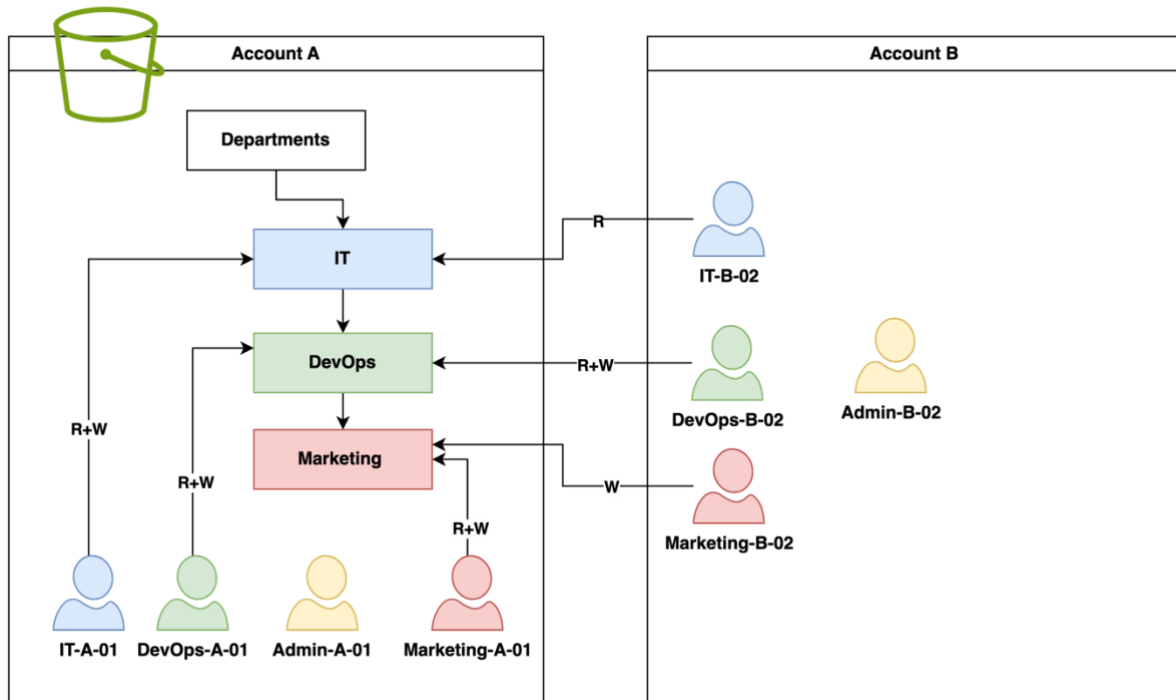 Account A
Account B
Departments
IT
R
IT-B-02
DevOps
R+W
DevOps-B-02
Admin-B-02
R+W
Marketing
R+W
W
R+W
Marketing-B-02
IT-A-01
DevOps-A-01
Admin-A-01
Marketing-A-01